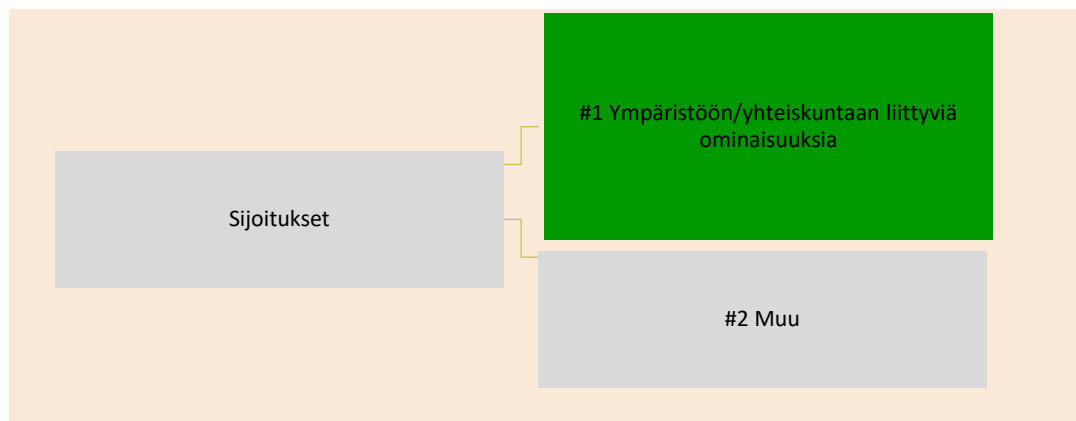 #1 Ympäristöön/yhteiskuntaan liittyviä
ominaisuuksia
Sijoitukset
#2 Muu